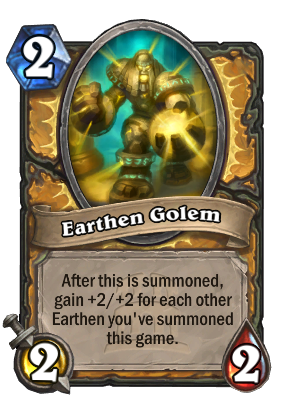 2
Earthen Golem
After this is summoned,
gain +2/+2 for each other
Earthen you've summoned
this game.
2
2